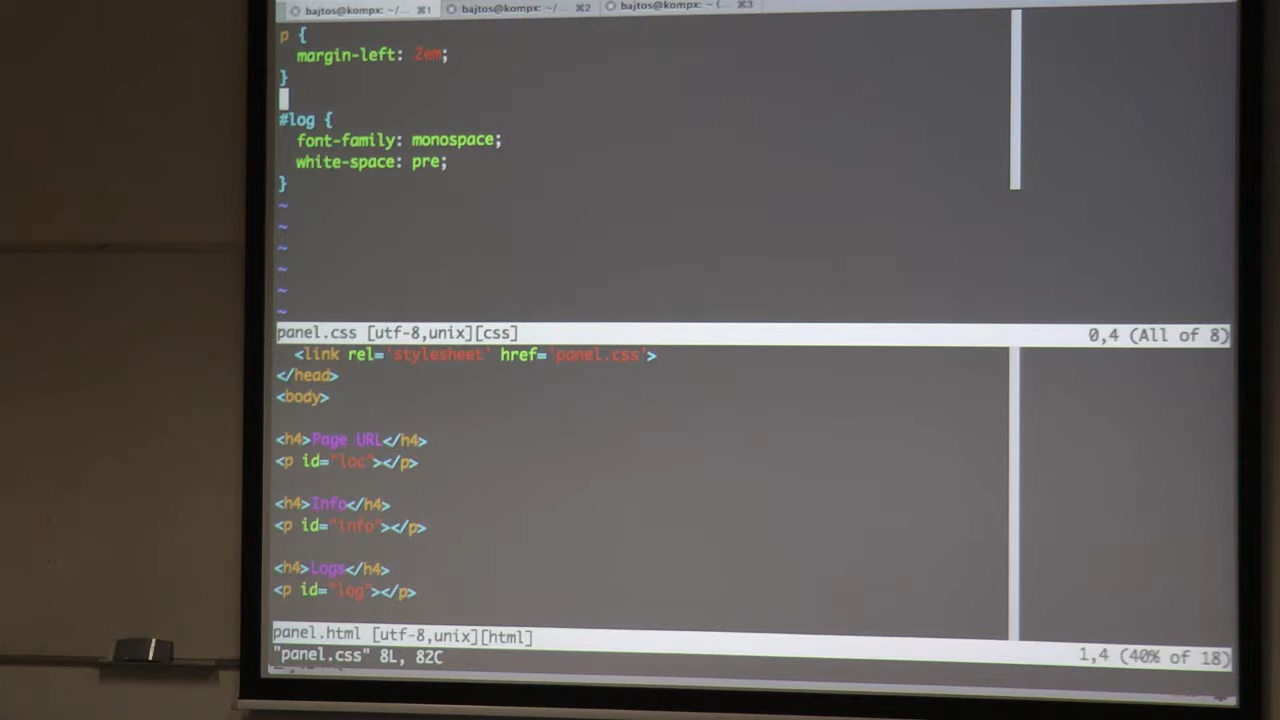 bajtos@kompx: ~/... ⌘1 bajtos@kompx: ~/... ⌘2 bajtos@kompx: ~ (... ⌘3
p {
margin-left: 2em;
}
#log {
font-family: monospace;
white-space: pre;
}
~
~
~
~
~
~
panel.css [utf-8,unix][css] 0,4 (All of 8)
<link rel='stylesheet' href='panel.css'>
</head>
<body>
<h4>Page URL</h4>
<p id="loc"></p>
<h4>Info</h4>
<p id="info"></p>
<h4>Logs</h4>
<p id="log"></p>
panel.html [utf-8,unix][html] 1,4 (40% of 18)
"panel.css" 8L, 82C